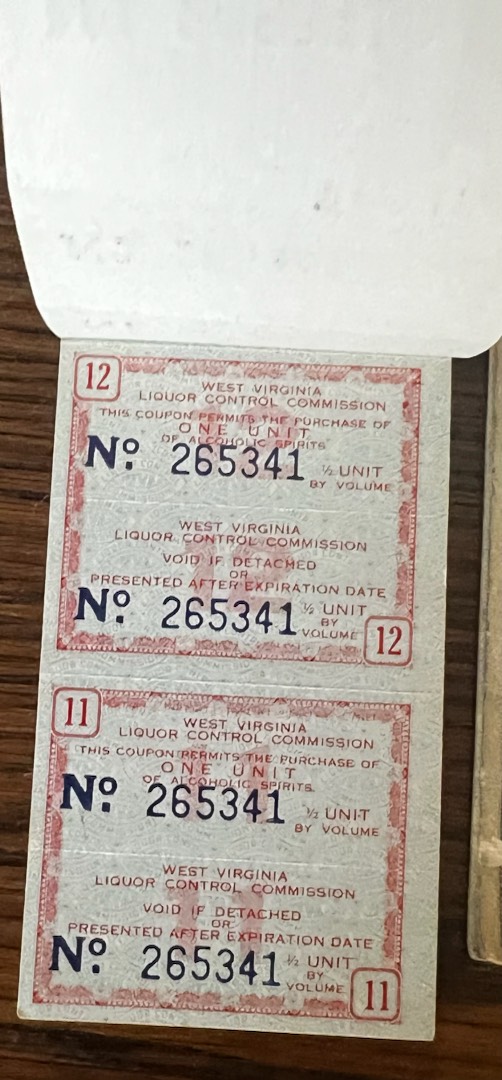 12
WEST VIRGINIA
LIQUOR CONTROL COMMISSION
THIS COUPON PERMITS THE PURCHASE OF
ONE UNIT
OF ALCOHOLIC SPIRITS
Nº. 265341 ½ UNIT
BY VOLUME
WEST VIRGINIA
LIQUOR CONTROL COMMISSION
VOID IF DETACHED
OR
PRESENTED AFTER EXPIRATION DATE
Nº. 265341 ½ UNIT
BY
VOLUME
12
11
WEST VIRGINIA
LIQUOR CONTROL COMMISSION
THIS COUPON PERMITS THE PURCHASE OF
ONE UNIT
OF ALCOHOLIC SPIRITS
Nº. 265341 ½ UNIT
BY VOLUME
WEST VIRGINIA
LIQUOR CONTROL COMMISSION
VOID IF DETACHED
OR
PRESENTED AFTER EXPIRATION DATE
Nº. 265341 ½ UNIT
BY
VOLUME
11